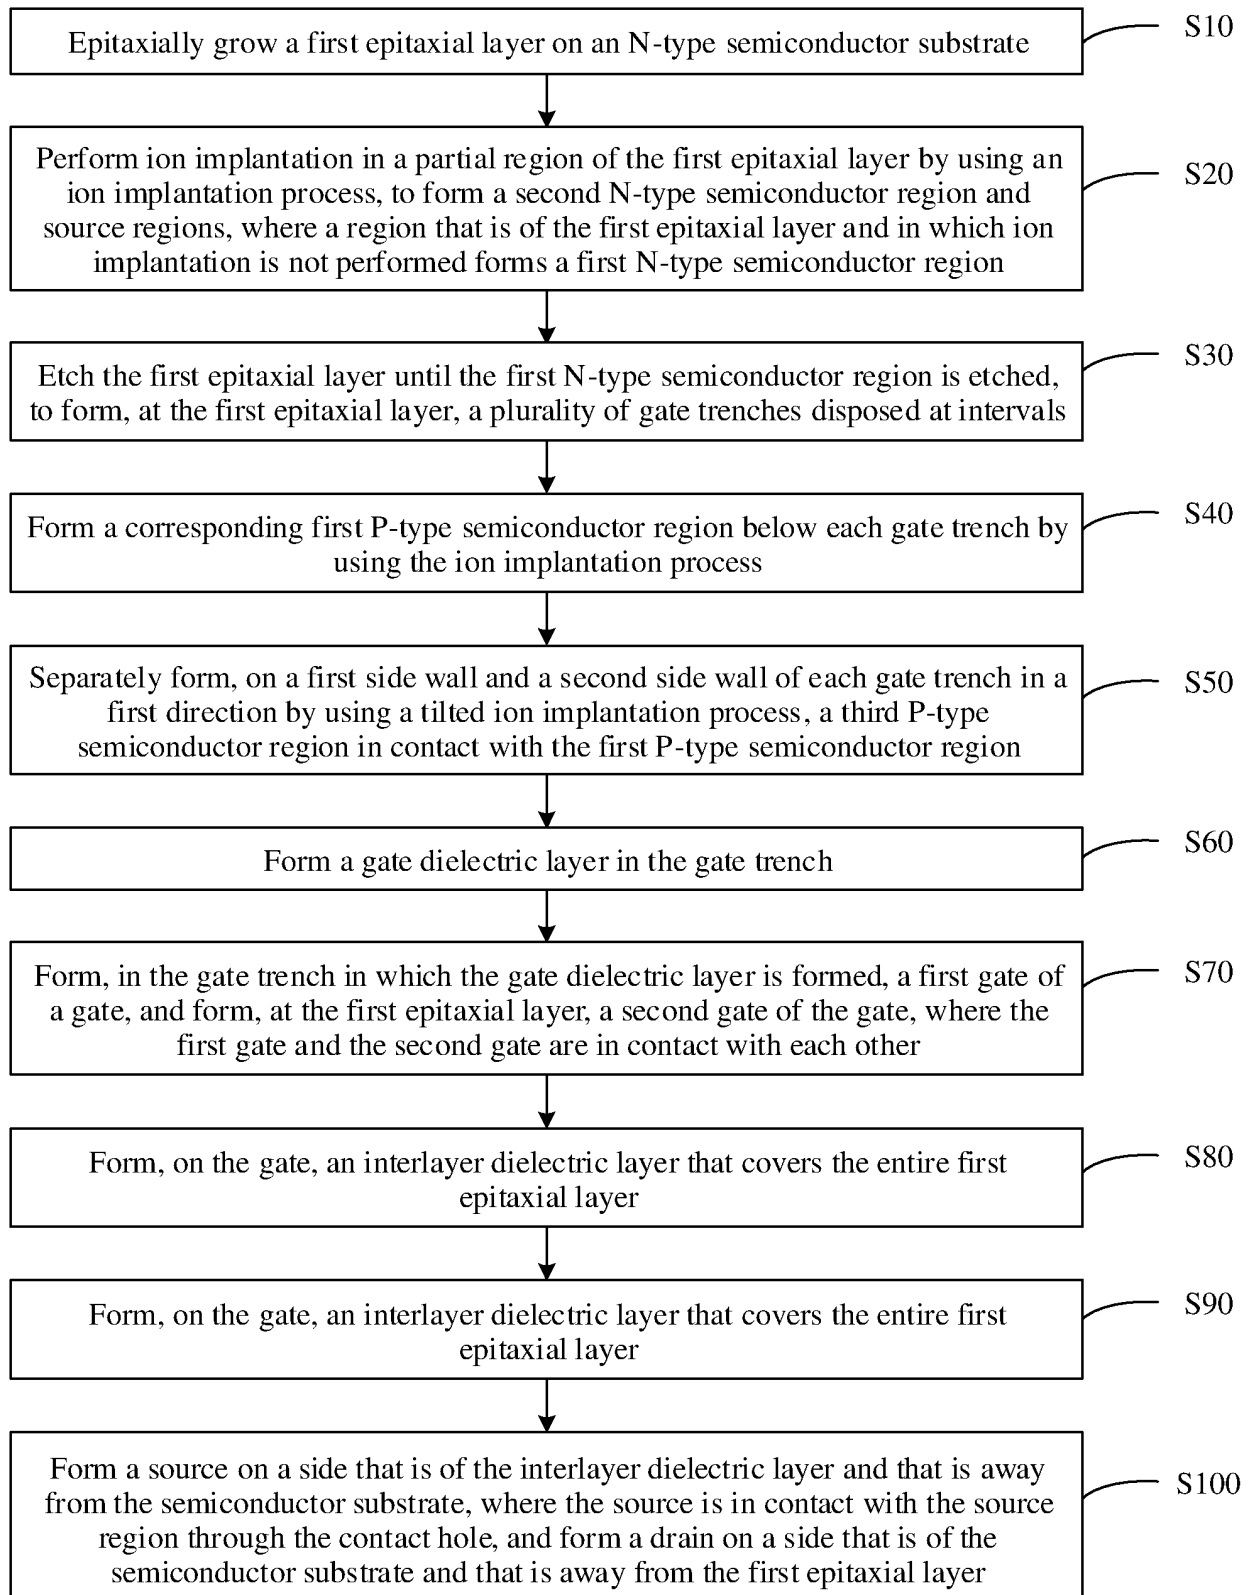 Epitaxially grow a first epitaxial layer on an N-type semiconductor substrate
S10
Perform ion implantation in a partial region of the first epitaxial layer by using an
ion implantation process, to form a second N-type semiconductor region and
source regions, where a region that is of the first epitaxial layer and in which ion
implantation is not performed forms a first N-type semiconductor region
S20
Etch the first epitaxial layer until the first N-type semiconductor region is etched,
to form, at the first epitaxial layer, a plurality of gate trenches disposed at intervals
S30
Form a corresponding first P-type semiconductor region below each gate trench by
using the ion implantation process
S40
Separately form, on a first side wall and a second side wall of each gate trench in a
first direction by using a tilted ion implantation process, a third P-type
semiconductor region in contact with the first P-type semiconductor region
S50
Form a gate dielectric layer in the gate trench
S60
Form, in the gate trench in which the gate dielectric layer is formed, a first gate of
a gate, and form, at the first epitaxial layer, a second gate of the gate, where the
first gate and the second gate are in contact with each other
S70
Form, on the gate, an interlayer dielectric layer that covers the entire first
epitaxial layer
S80
Form, on the gate, an interlayer dielectric layer that covers the entire first
epitaxial layer
S90
Form a source on a side that is of the interlayer dielectric layer and that is away
from the semiconductor substrate, where the source is in contact with the source
region through the contact hole, and form a drain on a side that is of the
semiconductor substrate and that is away from the first epitaxial layer
S100